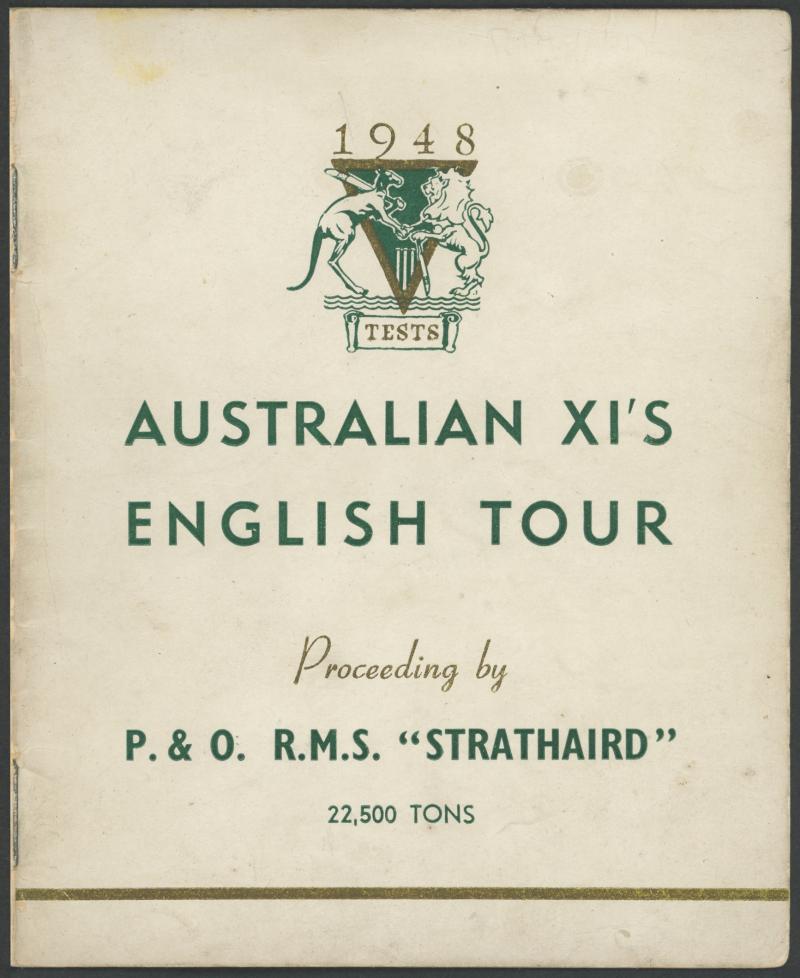 1948
TESTS
AUSTRALIAN XI'S
ENGLISH TOUR
Proceeding by
P. & O. R.M.S. "STRATHAIRD"
22,500 TONS